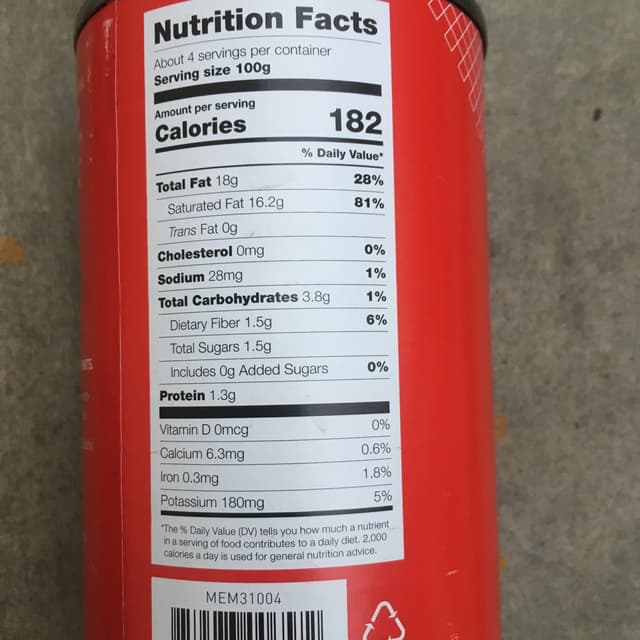 Nutrition Facts
About 4 servings per container
Serving size 100g
Amount per serving
Calories 182
% Daily Value*
Total Fat 18g 28%
Saturated Fat 16.2g 81%
Trans Fat 0g
Cholesterol 0mg 0%
Sodium 28mg 1%
Total Carbohydrates 3.8g 1%
Dietary Fiber 1.5g 6%
Total Sugars 1.5g
Includes 0g Added Sugars 0%
Protein 1.3g
Vitamin D 0mcg 0%
Calcium 6.3mg 0.6%
Iron 0.3mg 1.8%
Potassium 180mg 5%
*The % Daily Value (DV) tells you how much a nutrient
in a serving of food contributes to a daily diet. 2,000
calories a day is used for general nutrition advice.
MEM31004